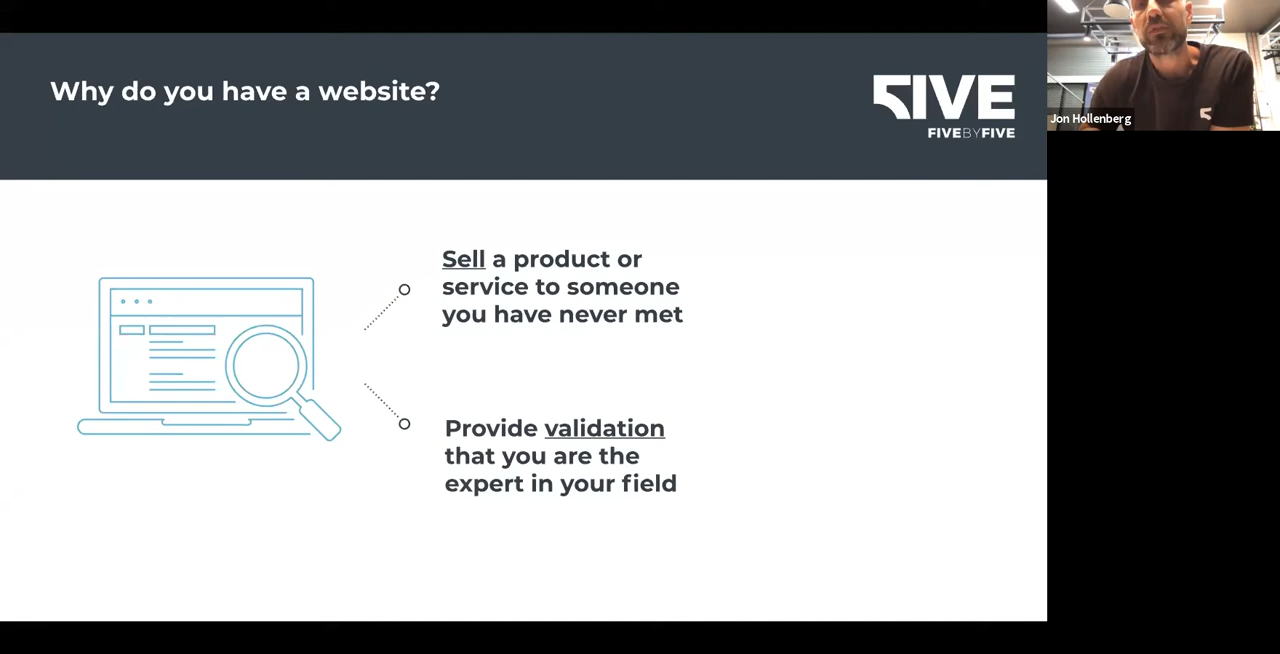 Why do you have a website?
5IVE
FIVEBYFIVE
Jon Hollenberg
Sell a product or
service to someone
you have never met
Provide validation
that you are the
expert in your field